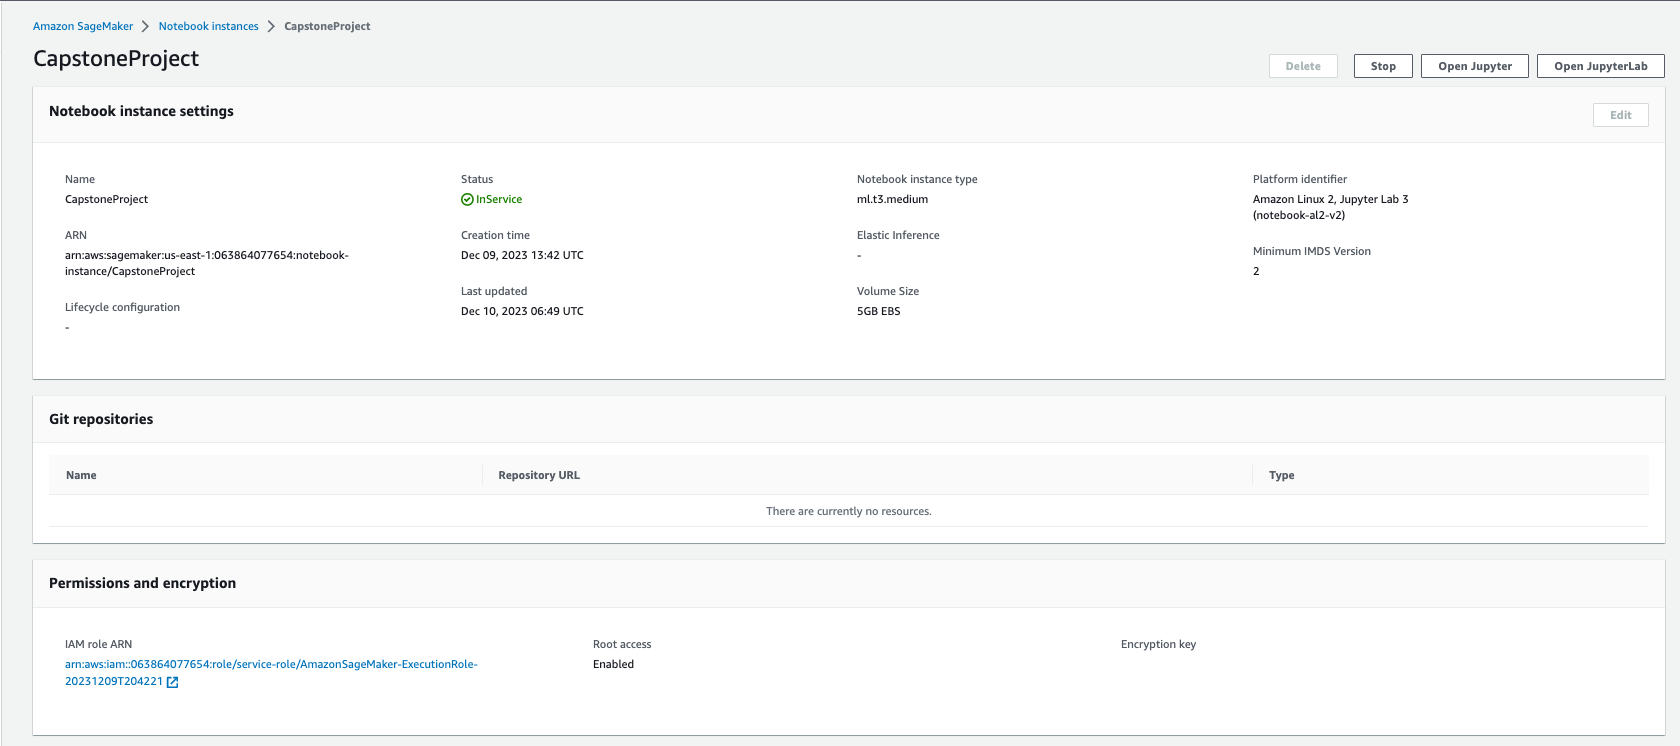 Amazon SageMaker > Notebook instances > CapstoneProject
CapstoneProject
Delete Stop Open Jupyter Open JupyterLab
Notebook instance settings
Edit
Name
CapstoneProject
ARN
arn:aws:sagemaker:us-east-1:063864077654:notebook-
instance/CapstoneProject
Lifecycle configuration
-
Status
InService
Creation time
Dec 09, 2023 13:42 UTC
Last updated
Dec 10, 2023 06:49 UTC
Notebook instance type
ml.t3.medium
Elastic Inference
-
Volume Size
5GB EBS
Platform identifier
Amazon Linux 2, Jupyter Lab 3
(notebook-al2-v2)
Minimum IMDS Version
2
Git repositories
Name Repository URL Type
There are currently no resources.
Permissions and encryption
IAM role ARN
arn:aws:iam::063864077654:role/service-role/AmazonSageMaker-ExecutionRole-
20231209T204221
Root access
Enabled
Encryption key